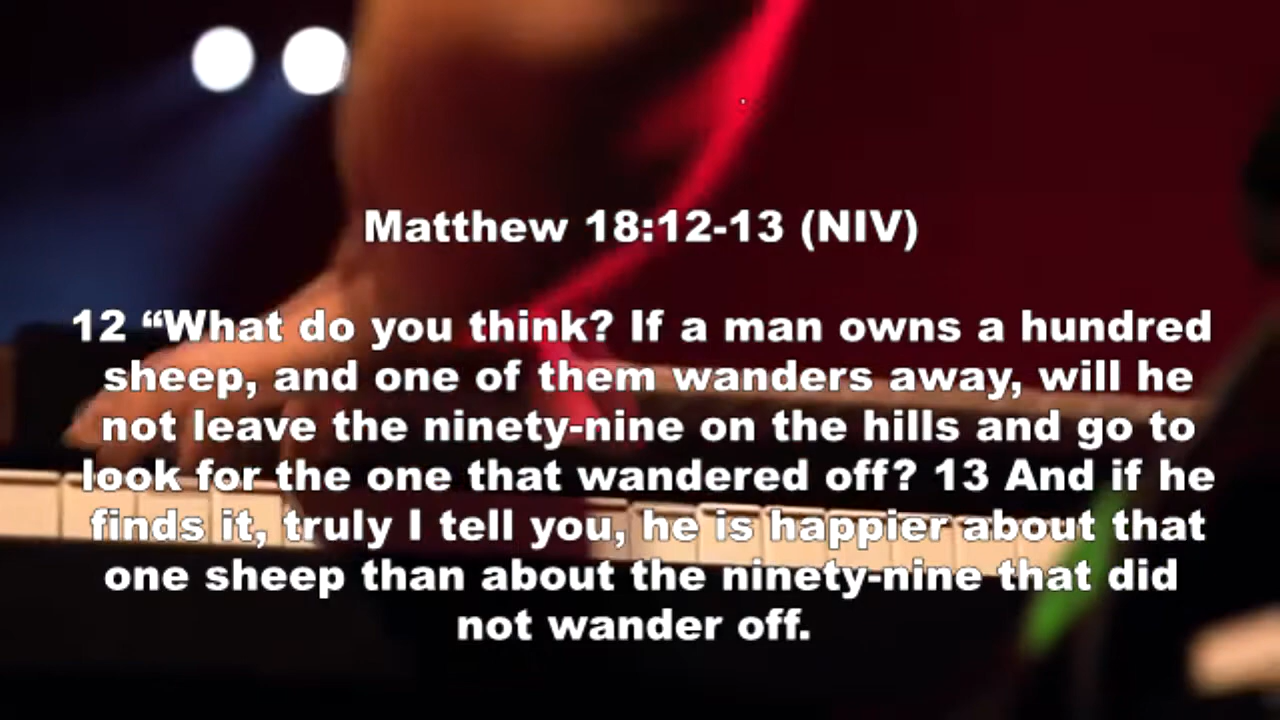 Matthew 18:12-13 (NIV)
12 “What do you think? If a man owns a hundred
sheep, and one of them wanders away, will he
not leave the ninety-nine on the hills and go to
look for the one that wandered off? 13 And if he
finds it, truly I tell you, he is happier about that
one sheep than about the ninety-nine that did
not wander off.